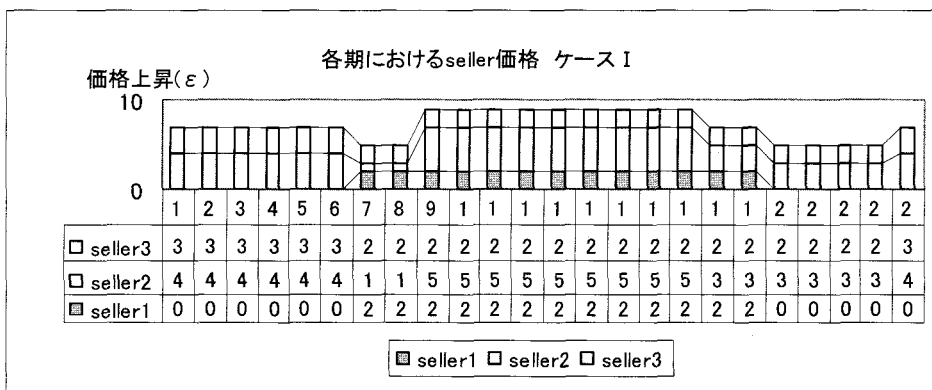 各期におけるseller価格 ケースⅠ
価格上昇(ε)
10
0
1 2 3 4 5 6 7 8 9 1 1 1 1 1 1 1 1 1 1 2 2 2 2 2
seller3 3 3 3 3 3 3 2 2 2 2 2 2 2 2 2 2 2 2 2 2 2 2 2 3
seller2 4 4 4 4 4 4 1 1 5 5 5 5 5 5 5 5 5 3 3 3 3 3 3 4
seller1 0 0 0 0 0 0 2 2 2 2 2 2 2 2 2 2 2 2 2 0 0 0 0 0
seller1 seller2 seller3